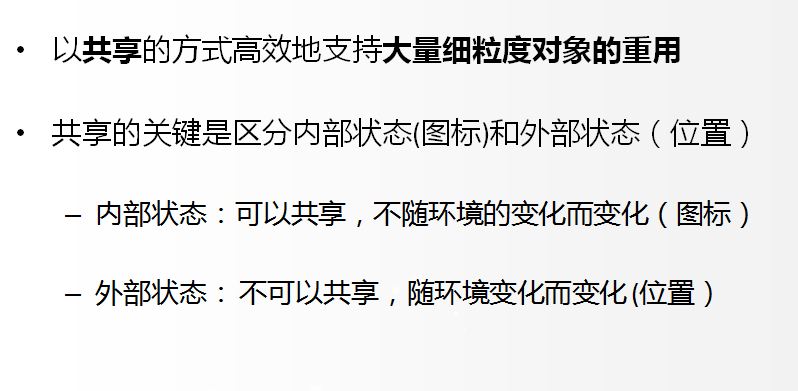 • 以共享的方式高效地支持大量细粒度对象的重用
• 共享的关键是区分内部状态(图标)和外部状态（位置）
– 内部状态：可以共享，不随环境的变化而变化（图标）
– 外部状态： 不可以共享，随环境变化而变化(位置）